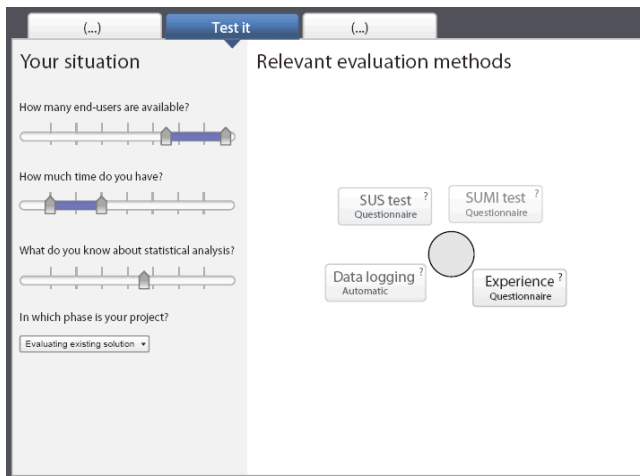 (...)
Test it
(...)
Your situation
Relevant evaluation methods
How many end-users are available?
How much time do you have?
What do you know about statistical analysis?
In which phase is your project?
Evaluating existing solution
SUS test ?
Questionnaire
SUMI test ?
Questionnaire
Data logging ?
Automatic
Experience ?
Questionnaire